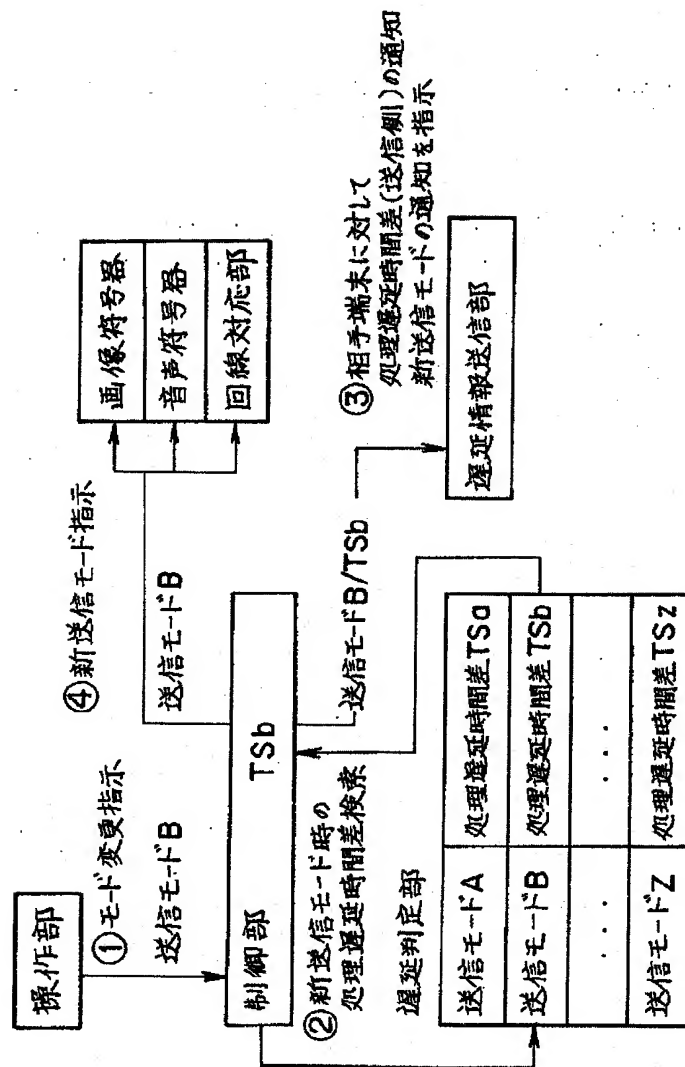 操作部
①モード変更指示
送信モードB
④新送信モード指示
送信モードB
画像符号器
音声符号器
回線対応部
制御部
TSb
②新送信モード時の
処理遅延時間差検索
送信モードB/TSb
③相手端末に対して
処理遅延時間差(送信側)の通知
新送信モードの通知を指示
遅延情報送信部
遅延判定部
送信モードA
処理遅延時間差TSa
送信モードB
処理遅延時間差TSb
....
....
送信モードZ
処理遅延時間差TSz